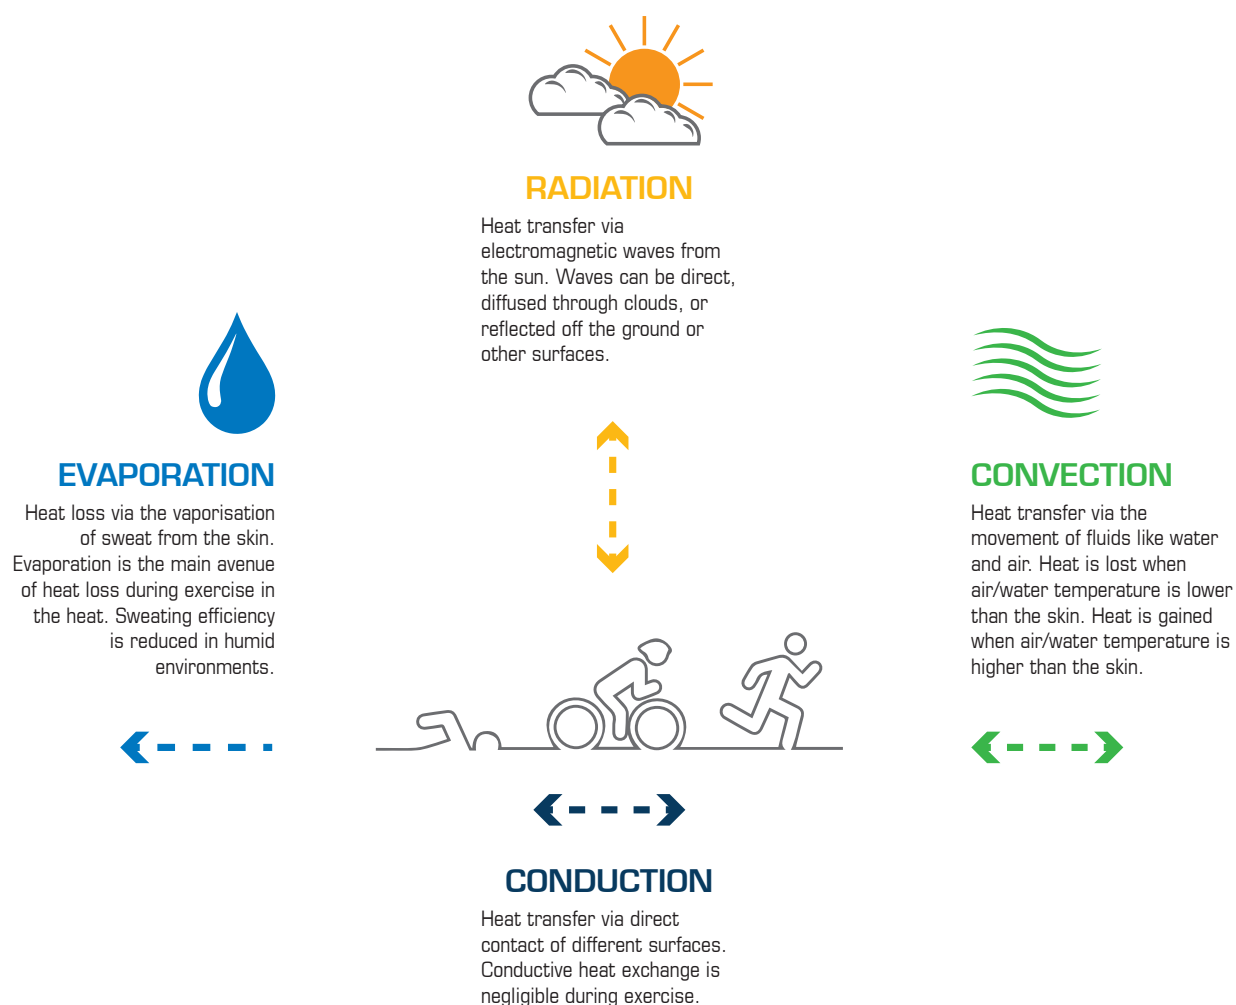 RADIATION
Heat transfer via
electromagnetic waves from
the sun. Waves can be direct,
diffused through clouds, or
reflected off the ground or
other surfaces.
EVAPORATION
Heat loss via the vaporisation
of sweat from the skin.
Evaporation is the main avenue
of heat loss during exercise in
the heat. Sweating efficiency
is reduced in humid
environments.
CONVECTION
Heat transfer via the
movement of fluids like water
and air. Heat is lost when
air/water temperature is lower
than the skin. Heat is gained
when air/water temperature is
higher than the skin.
CONDUCTION
Heat transfer via direct
contact of different surfaces.
Conductive heat exchange is
negligible during exercise.